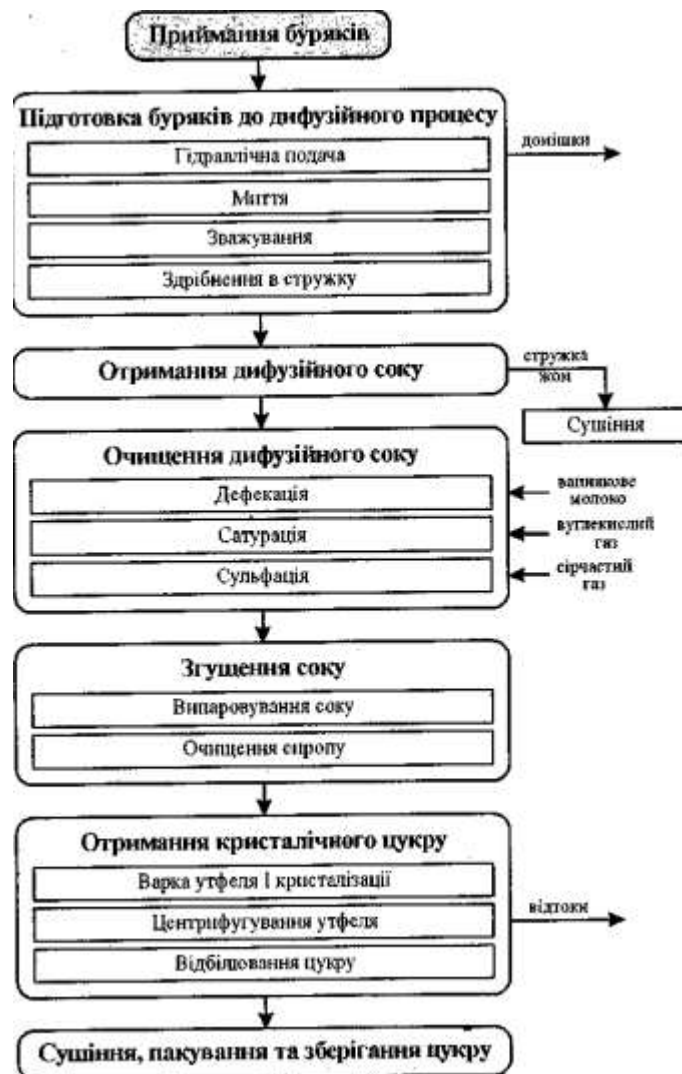 Приймання буряків
Підготовка буряків до дифузійного процесу
Гідравлічна подача
домішки
Миття
Зважування
Здрібнення в стружку
Отримання дифузійного соку
стружка
жом
Сушіння
Очищення дифузійного соку
Дефекація
вапнякове
молоко
Сатурація
вуглекислий
газ
Сульфація
сірчастий
газ
Згущення соку
Випаровування соку
Очищення сиропу
Отримання кристалічного цукру
Варка утфеля І кристалізації
Центрифугування утфеля
відтоки
Відбілювання цукру
Сушіння, пакування та зберігання цукру